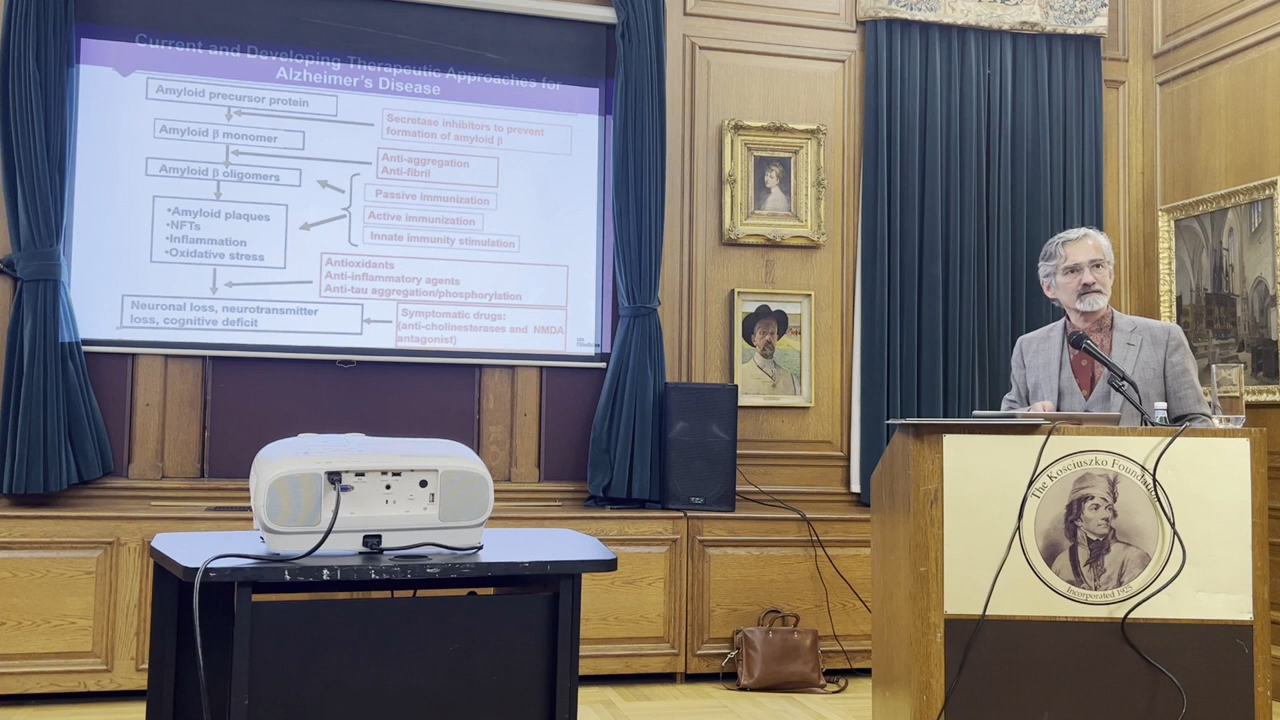 Current and Developing Therapeutic Approaches for
Alzheimer's Disease
Amyloid precursor protein
Secretase inhibitors to prevent
formation of amyloid β
Amyloid β monomer
Anti-aggregation
Anti-fibril
Amyloid β oligomers
Passive immunization
Active immunization
Innate immunity stimulation
•Amyloid plaques
•NFTs
•Inflammation
•Oxidative stress
Antioxidants
Anti-inflammatory agents
Anti-tau aggregation/phosphorylation
Neuronal loss, neurotransmitter
loss, cognitive deficit
Symptomatic drugs:
(anti-cholinesterases and NMDA
antagonist)
The Kosciuszko Foundation
Incorporated 1925